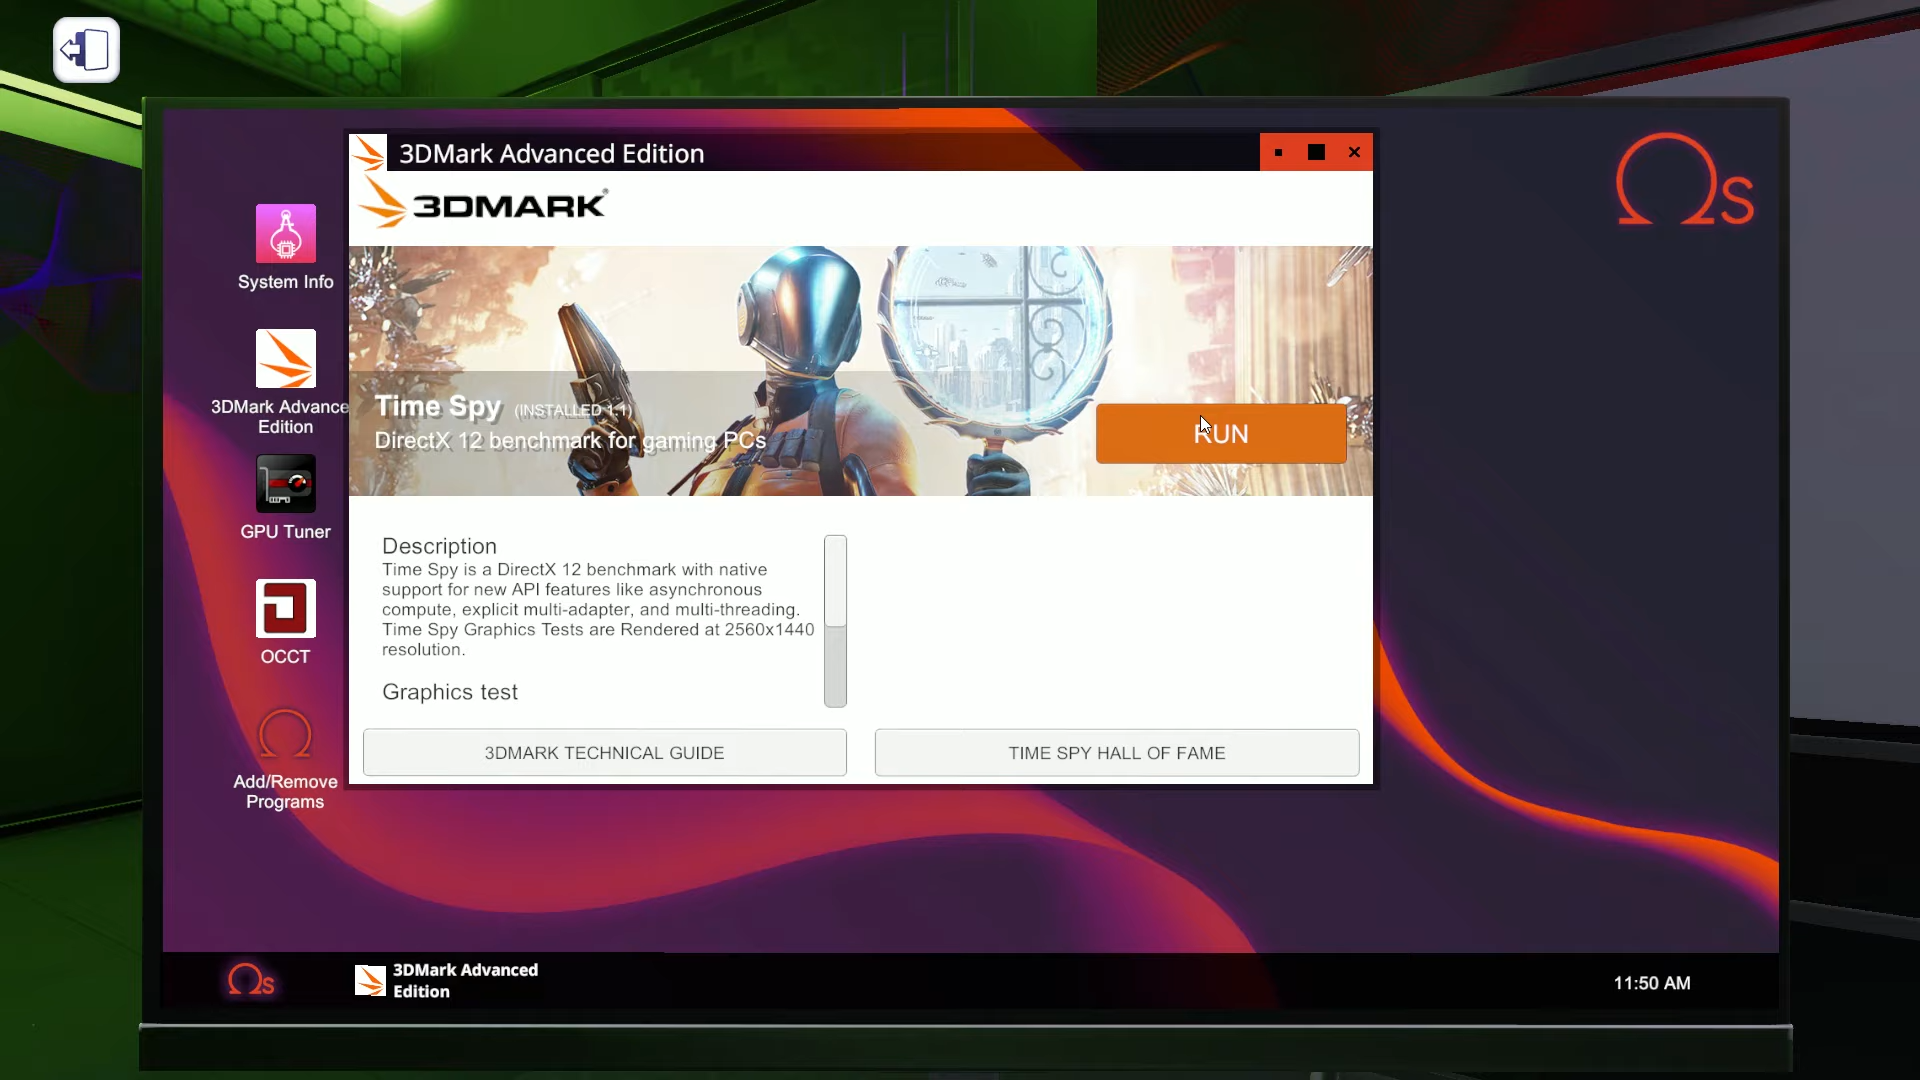 3DMark Advanced Edition
3DMARK®
System Info
3DMark Advance
Edition
GPU Tuner
OCCT
Add/Remove
Programs
Time Spy (INSTALLED 1.1)
DirectX 12 benchmark for gaming PCs
RUN
Description
Time Spy is a DirectX 12 benchmark with native
support for new API features like asynchronous
compute, explicit multi-adapter, and multi-threading.
Time Spy Graphics Tests are Rendered at 2560x1440
resolution.
Graphics test
3DMARK TECHNICAL GUIDE
TIME SPY HALL OF FAME
Ωs
Ωs
3DMark Advanced
Edition
11:50 AM